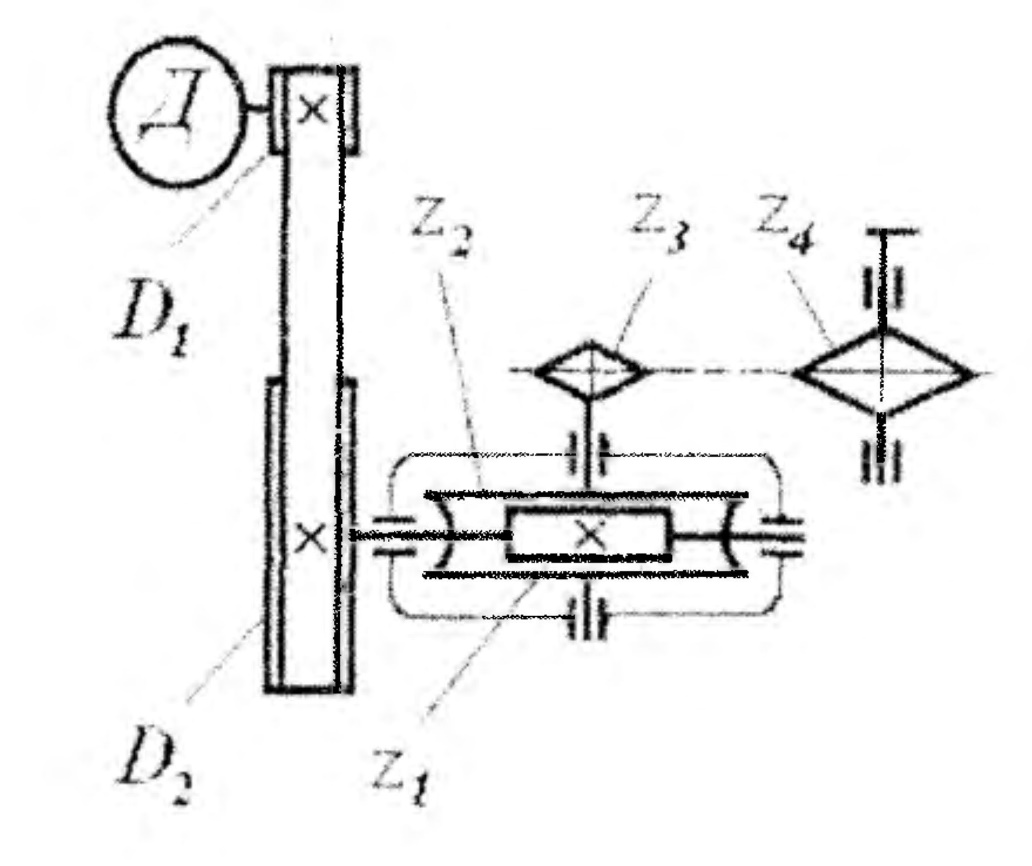 Д
z₂
z₃
z₄
D₁
D₂
z₁